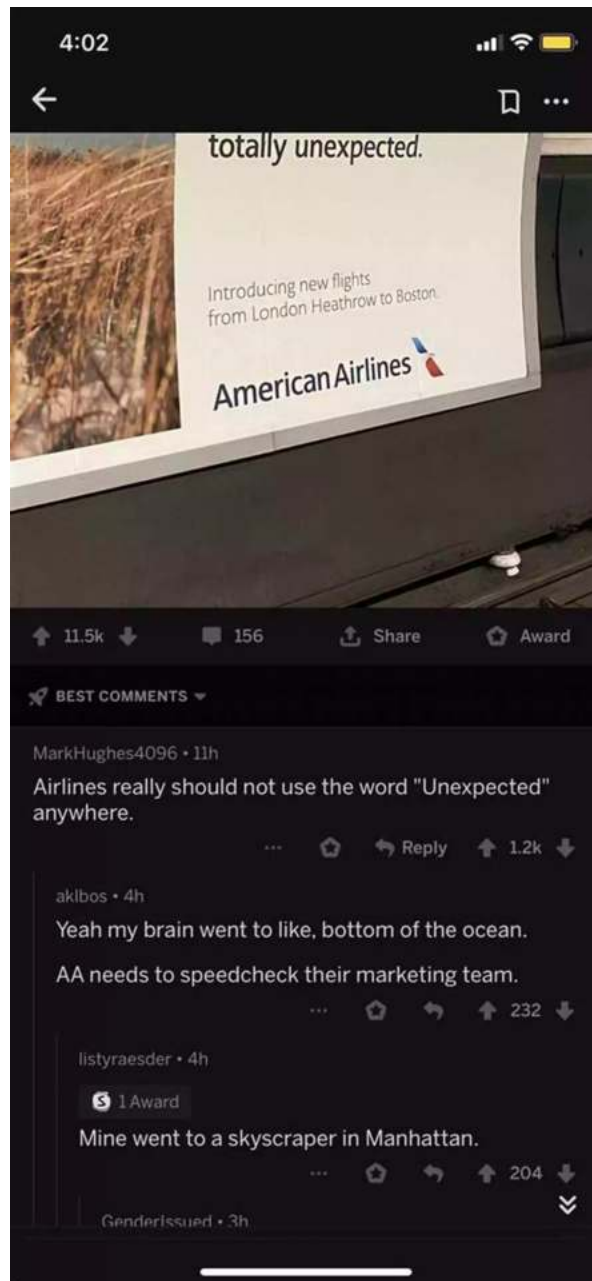 4:02
totally unexpected.
Introducing new flights
from London Heathrow to Boston.
American Airlines
11.5k
156
Share
Award
BEST COMMENTS
MarkHughes4096 • 11h
Airlines really should not use the word "Unexpected"
anywhere.
Reply
1.2k
aklbos • 4h
Yeah my brain went to like, bottom of the ocean.
AA needs to speedcheck their marketing team.
232
listyraesder • 4h
S 1 Award
Mine went to a skyscraper in Manhattan.
204
GenderIssued • 3h